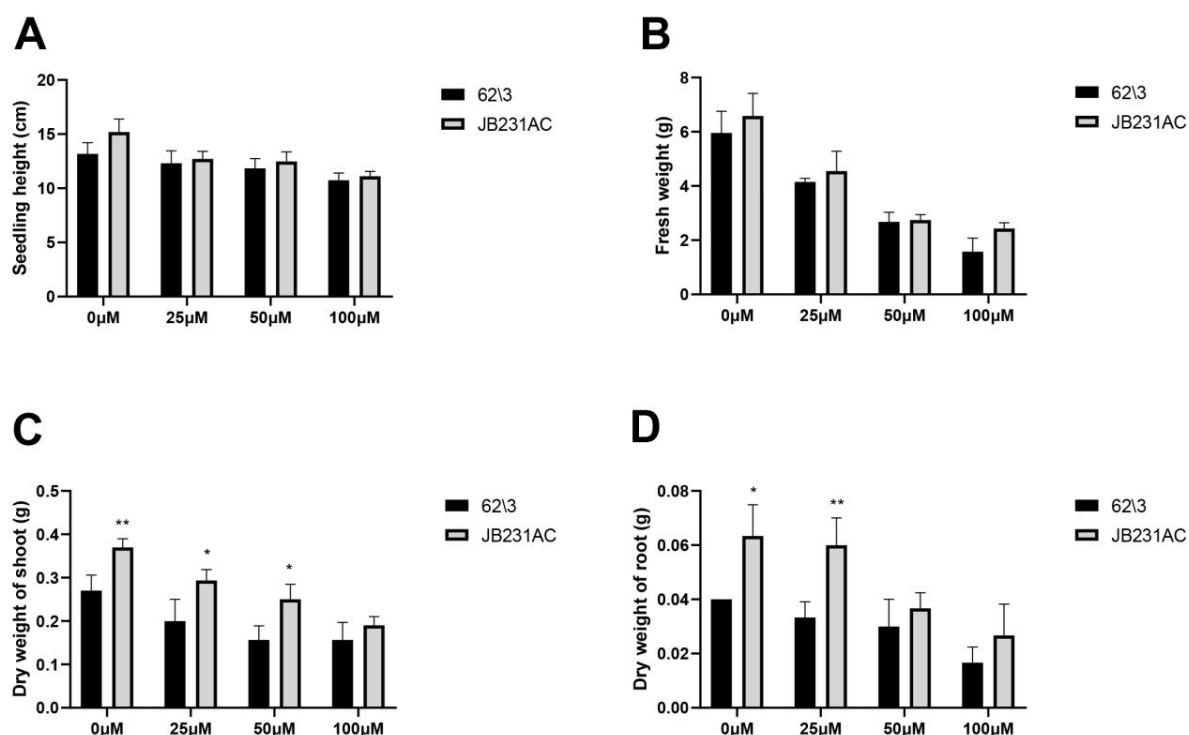 A
Seedling height (cm)
20
15
10
5
0
0µM 25µM 50µM 100µM
62\3
JB231AC
B
Fresh weight (g)
8
6
4
2
0
0µM 25µM 50µM 100µM
62\3
JB231AC
C
Dry weight of shoot (g)
0.5
0.4
0.3
0.2
0.1
0.0
** * *
0µM 25µM 50µM 100µM
62\3
JB231AC
D
Dry weight of root (g)
0.08
0.06
0.04
0.02
0.00
* **
0µM 25µM 50µM 100µM
62\3
JB231AC